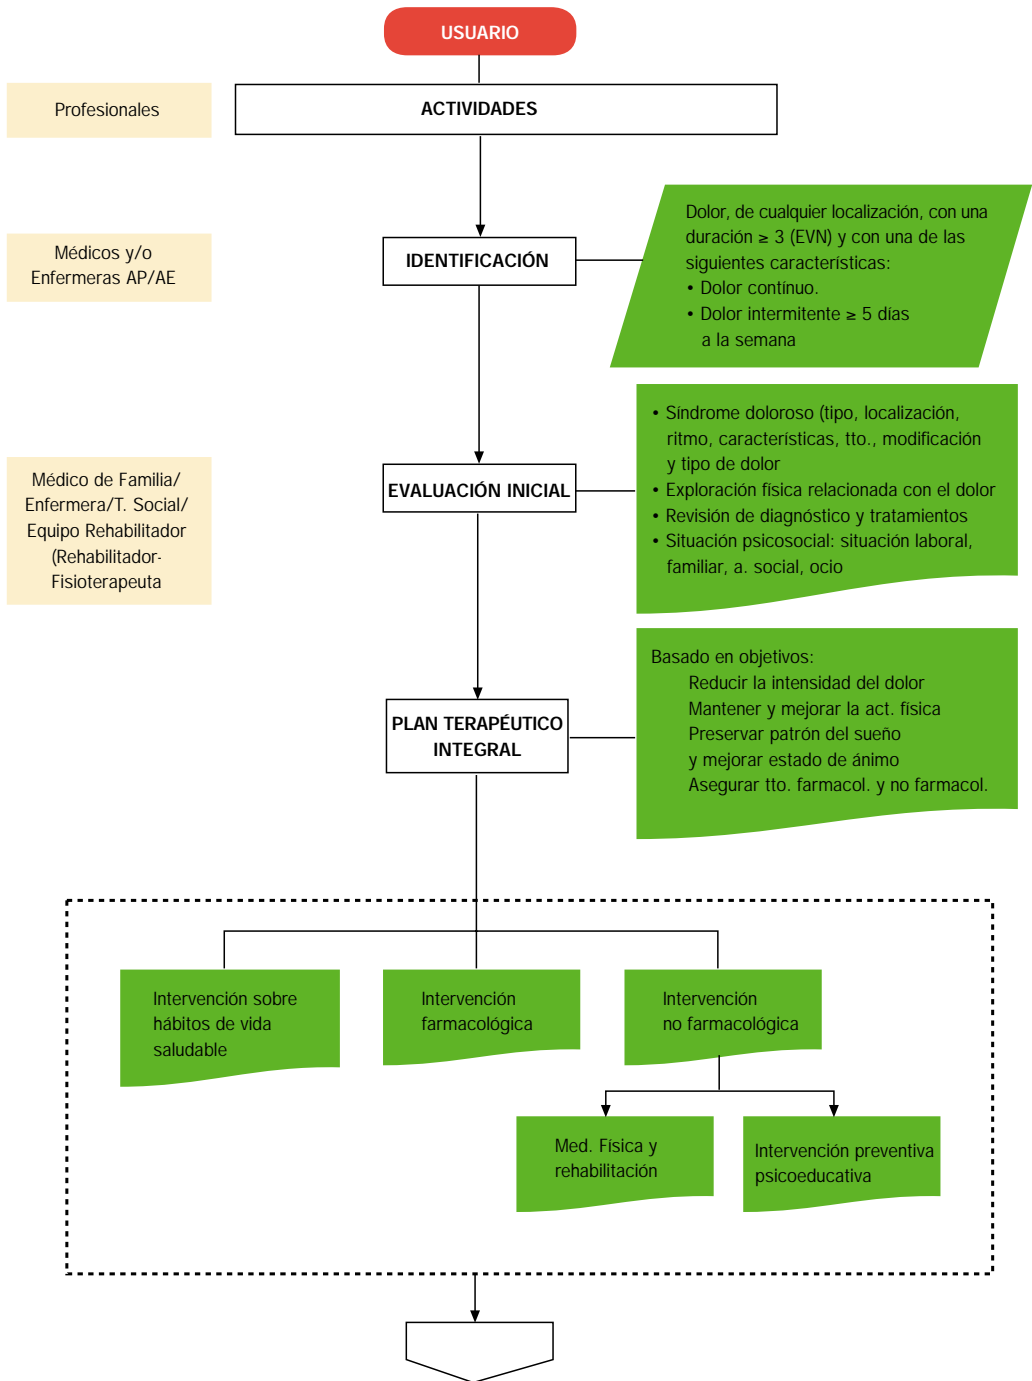 USUARIO
Profesionales
ACTIVIDADES
Médicos y/o
Enfermeras AP/AE
IDENTIFICACIÓN
Dolor, de cualquier localización, con una
duración ≥ 3 (EVN) y con una de las
siguientes características:
• Dolor contínuo.
• Dolor intermitente ≥ 5 días
a la semana
Médico de Familia/
Enfermera/T. Social/
Equipo Rehabilitador
(Rehabilitador-
Fisioterapeuta
EVALUACIÓN INICIAL
• Síndrome doloroso (tipo, localización,
ritmo, características, tto., modificación
y tipo de dolor
• Exploración física relacionada con el dolor
• Revisión de diagnóstico y tratamientos
• Situación psicosocial: situación laboral,
familiar, a. social, ocio
PLAN TERAPÉUTICO
INTEGRAL
Basado en objetivos:
Reducir la intensidad del dolor
Mantener y mejorar la act. física
Preservar patrón del sueño
y mejorar estado de ánimo
Asegurar tto. farmacol. y no farmacol.
Intervención sobre
hábitos de vida
saludable
Intervención
farmacológica
Intervención
no farmacológica
Med. Física y
rehabilitación
Intervención preventiva
psicoeducativa